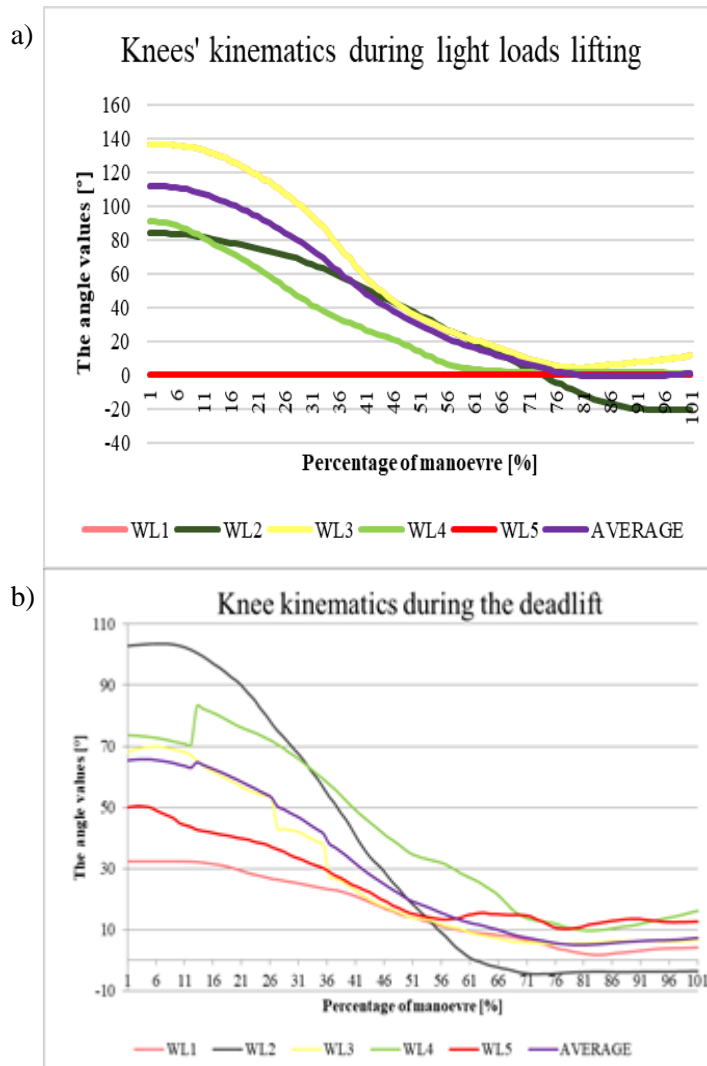 a)
Knees' kinematics during light loads lifting
160
140
120
100
80
60
40
20
0
-20
-40
The angle values [°]
1 6 11 16 21 26 31 36 41 46 51 56 61 66 71 76 81 86 91 96 101
Percentage of manoevre [%]
WL1 WL2 WL3 WL4 WL5 AVERAGE
b)
Knee kinematics during the deadlift
110
90
70
50
30
10
-10
The angle values [°]
1 6 11 16 21 26 31 36 41 46 51 56 61 66 71 76 81 86 91 96 101
Percentage of manoevre [%]
WL1 WL2 WL3 WL4 WL5 AVERAGE